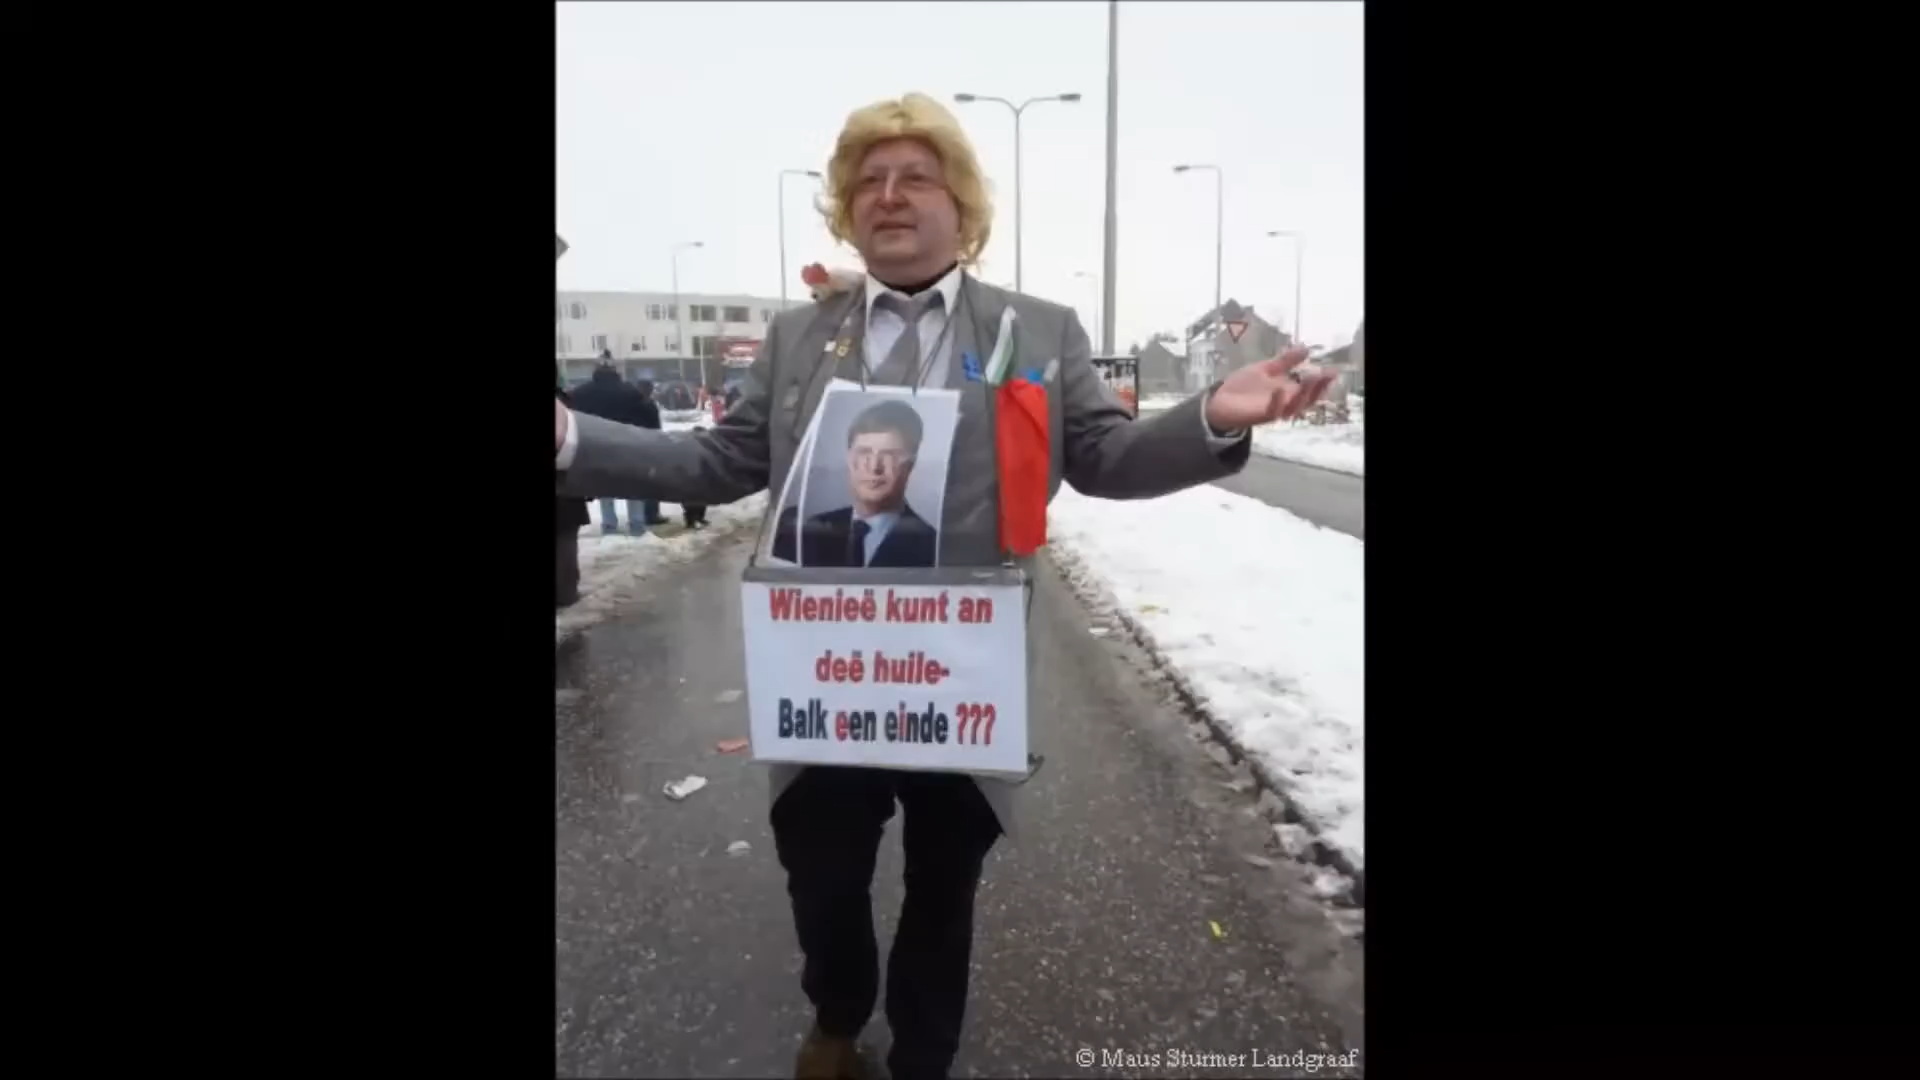 Wienieë kunt an
deë huile-
Balk een einde ???
© Maus Sturmer Landgraaf